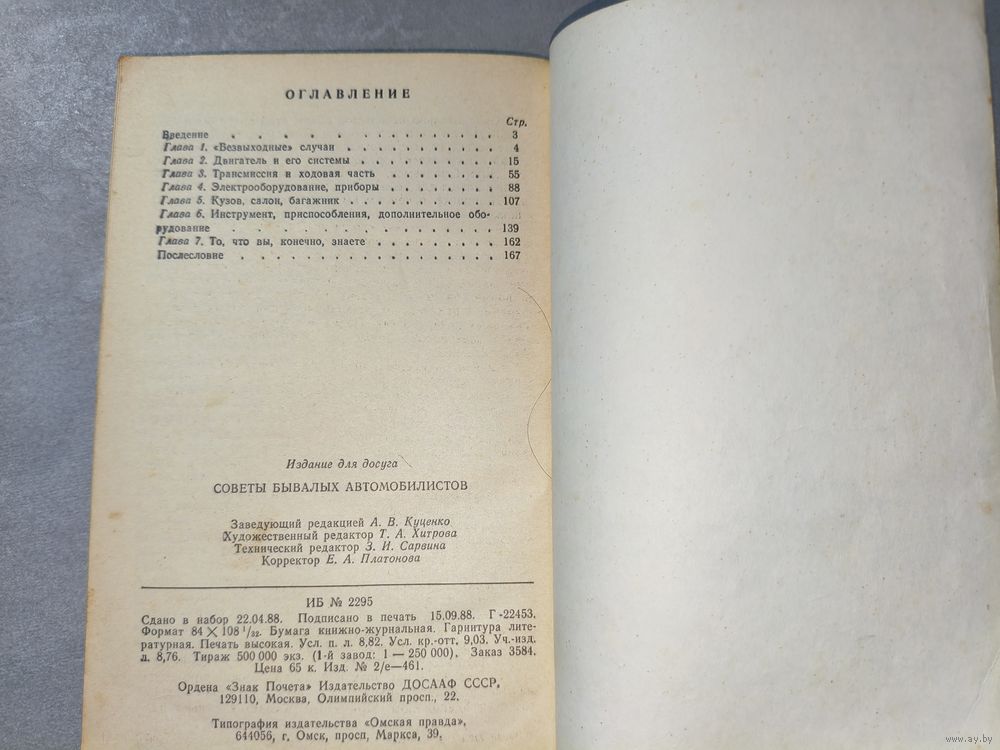 ОГЛАВЛЕНИЕ
Стр.
Введение . . . . . . . . . . . . . . . 3
Глава 1. «Безвыходные» случаи . . . . . . . . . 4
Глава 2. Двигатель и его системы . . . . . . . . 15
Глава 3. Трансмиссия и ходовая часть . . . . . . 55
Глава 4. Электрооборудование, приборы . . . . . . 88
Глава 5. Кузов, салон, багажник . . . . . . . . . 107
Глава 6. Инструмент, приспособления, дополнительное обо-
рудование . . . . . . . . . . . . . . 139
Глава 7. То, что вы, конечно, знаете . . . . . . . 162
Послесловие . . . . . . . . . . . . . . 167
Издание для досуга
СОВЕТЫ БЫВАЛЫХ АВТОМОБИЛИСТОВ
Заведующий редакцией А. В. Куценко
Художественный редактор Т. А. Хитрова
Технический редактор З. И. Сарвина
Корректор Е. А. Платонова
ИБ № 2295
Сдано в набор 22.04.88. Подписано в печать 15.09.88. Г-22453.
Формат 84×108 1/32. Бумага книжно-журнальная. Гарнитура лите-
ратурная. Печать высокая. Усл. п. л. 8,82. Усл. кр.-отт. 9,03. Уч.-изд.
л. 8,76. Тираж 500 000 экз. (1-й завод: 1 — 250 000). Заказ 3584.
Цена 65 к. Изд. № 2/е—461.
Ордена «Знак Почета» Издательство ДОСААФ СССР.
129110, Москва, Олимпийский просп., 22.
Типография издательства «Омская правда»,
644056, г. Омск, просп, Маркса, 39.
www.ay.by